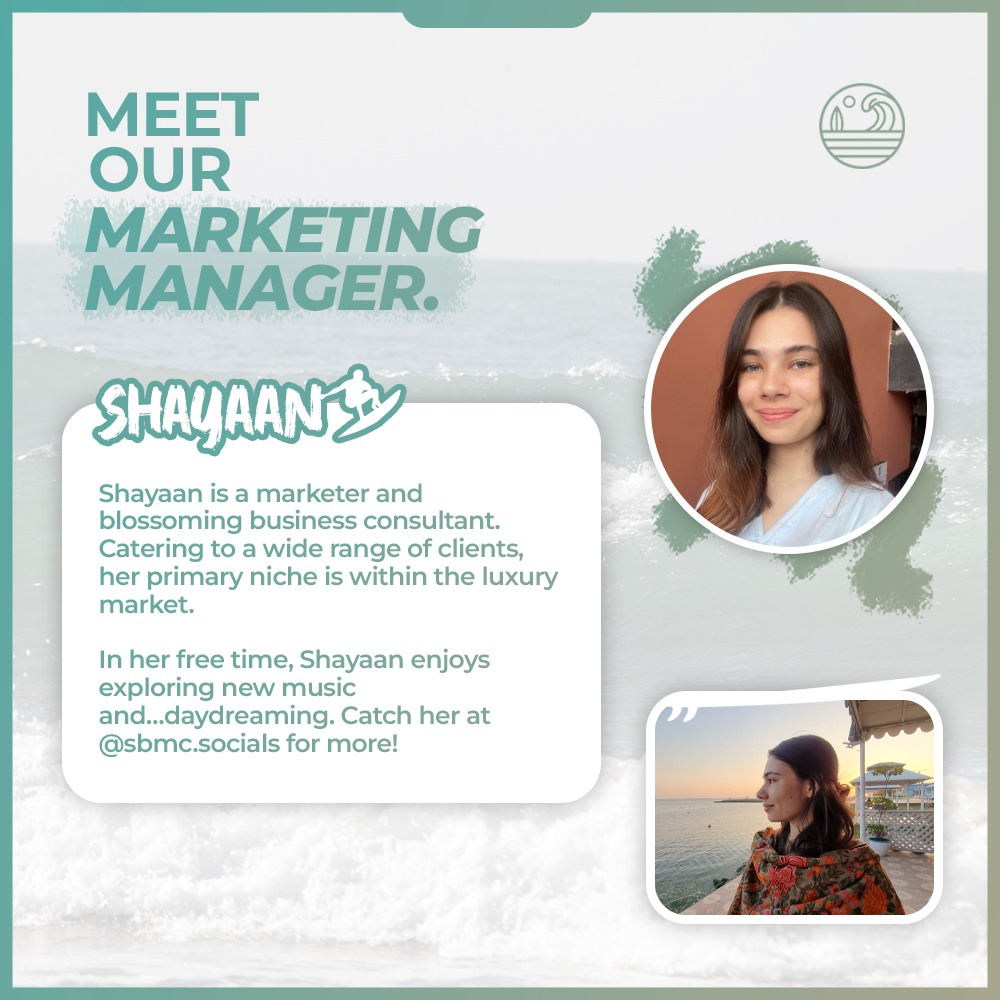 MEET
OUR
MARKETING
MANAGER.
SHAYAAN
Shayaan is a marketer and
blossoming business consultant.
Catering to a wide range of clients,
her primary niche is within the luxury
market.
In her free time, Shayaan enjoys
exploring new music
and...daydreaming. Catch her at
@sbmc.socials for more!